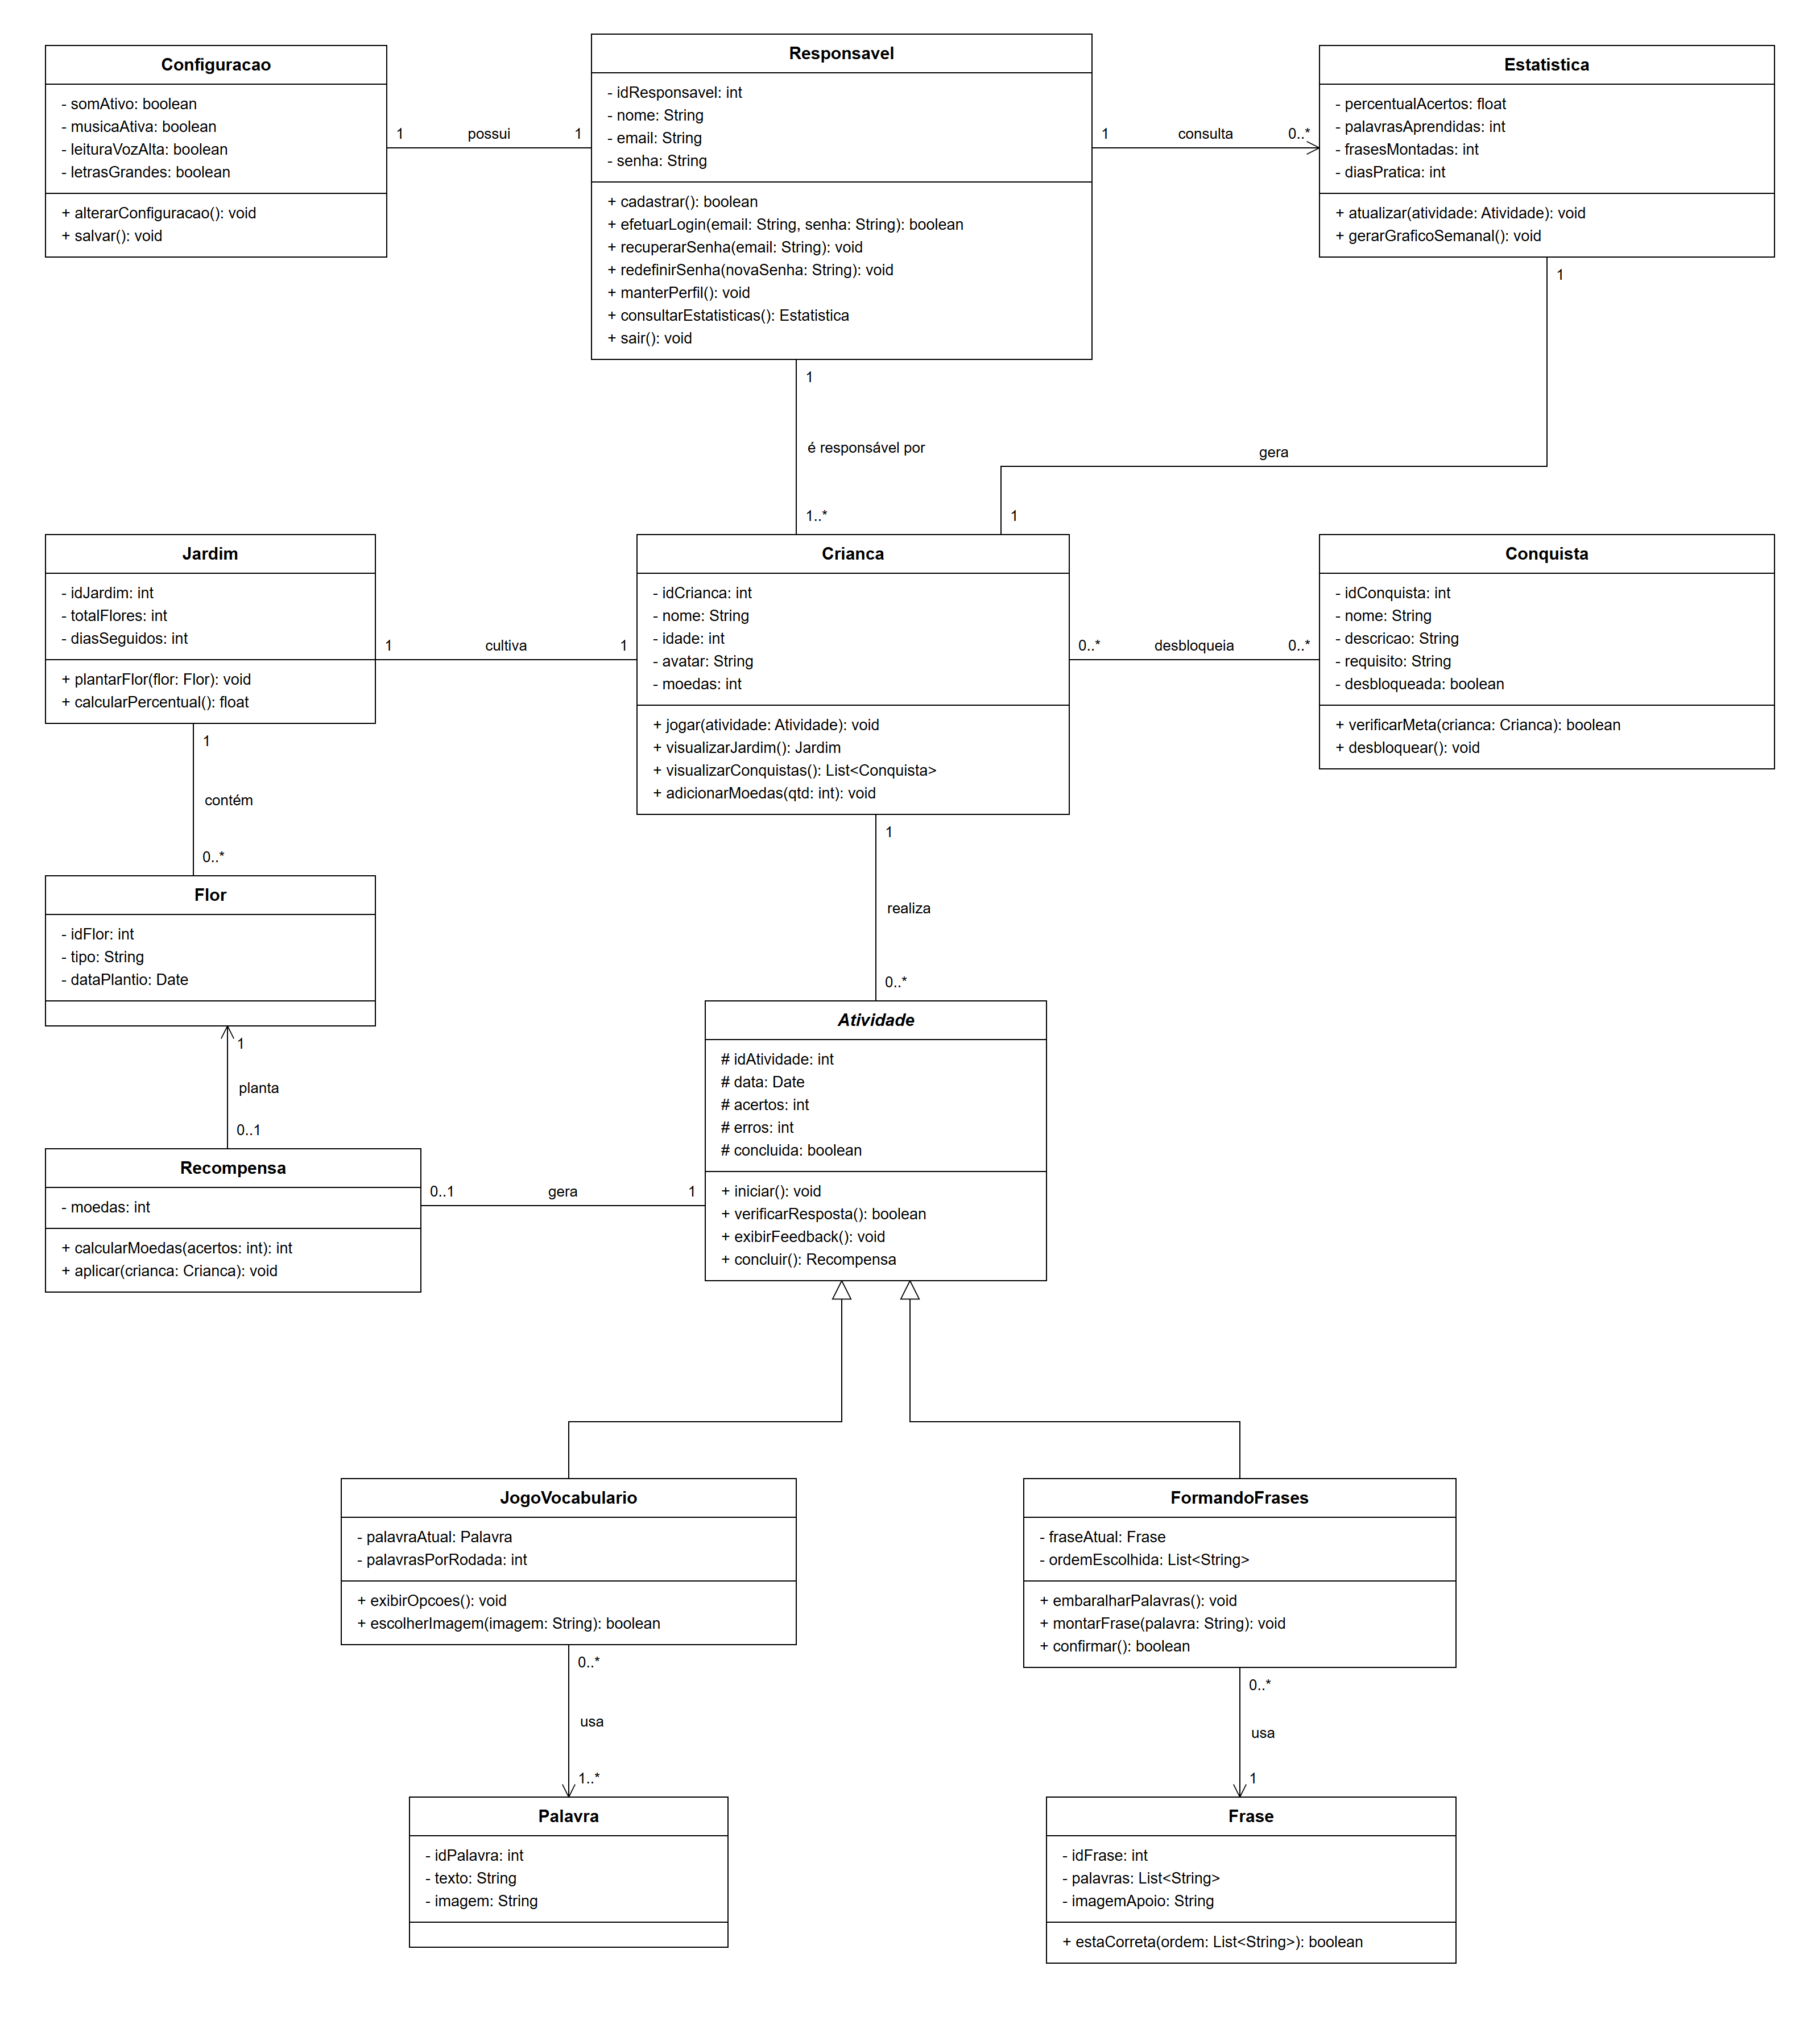 Configuracao
- somAtivo: boolean
- musicaAtiva: boolean
- leituraVozAlta: boolean
- letrasGrandes: boolean
+ alterarConfiguracao(): void
+ salvar(): void
1
possui
1
Responsavel
- idResponsavel: int
- nome: String
- email: String
- senha: String
+ cadastrar(): boolean
+ efetuarLogin(email: String, senha: String): boolean
+ recuperarSenha(email: String): void
+ redefinirSenha(novaSenha: String): void
+ manterPerfil(): void
+ consultarEstatisticas(): Estatistica
+ sair(): void
1
consulta
0..*
Estatistica
- percentualAcertos: float
- palavrasAprendidas: int
- frasesMontadas: int
- diasPratica: int
+ atualizar(atividade: Atividade): void
+ gerarGraficoSemanal(): void
1
gera
1
1
é responsável por
1..*
Jardim
- idJardim: int
- totalFlores: int
- diasSeguidos: int
+ plantarFlor(flor: Flor): void
+ calcularPercentual(): float
1
cultiva
1
Crianca
- idCrianca: int
- nome: String
- idade: int
- avatar: String
- moedas: int
+ jogar(atividade: Atividade): void
+ visualizarJardim(): Jardim
+ visualizarConquistas(): List<Conquista>
+ adicionarMoedas(qtd: int): void
0..*
desbloqueia
0..*
Conquista
- idConquista: int
- nome: String
- descricao: String
- requisito: String
- desbloqueada: boolean
+ verificarMeta(crianca: Crianca): boolean
+ desbloquear(): void
1
contém
0..*
Flor
- idFlor: int
- tipo: String
- dataPlantio: Date
1
planta
0..1
1
realiza
0..*
Recompensa
- moedas: int
+ calcularMoedas(acertos: int): int
+ aplicar(crianca: Crianca): void
0..1
gera
1
Atividade
# idAtividade: int
# data: Date
# acertos: int
# erros: int
# concluida: boolean
+ iniciar(): void
+ verificarResposta(): boolean
+ exibirFeedback(): void
+ concluir(): Recompensa
JogoVocabulario
- palavraAtual: Palavra
- palavrasPorRodada: int
+ exibirOpcoes(): void
+ escolherImagem(imagem: String): boolean
0..*
usa
1..*
FormandoFrases
- fraseAtual: Frase
- ordemEscolhida: List<String>
+ embaralharPalavras(): void
+ montarFrase(palavra: String): void
+ confirmar(): boolean
0..*
usa
1
Palavra
- idPalavra: int
- texto: String
- imagem: String
Frase
- idFrase: int
- palavras: List<String>
- imagemApoio: String
+ estaCorreta(ordem: List<String>): boolean